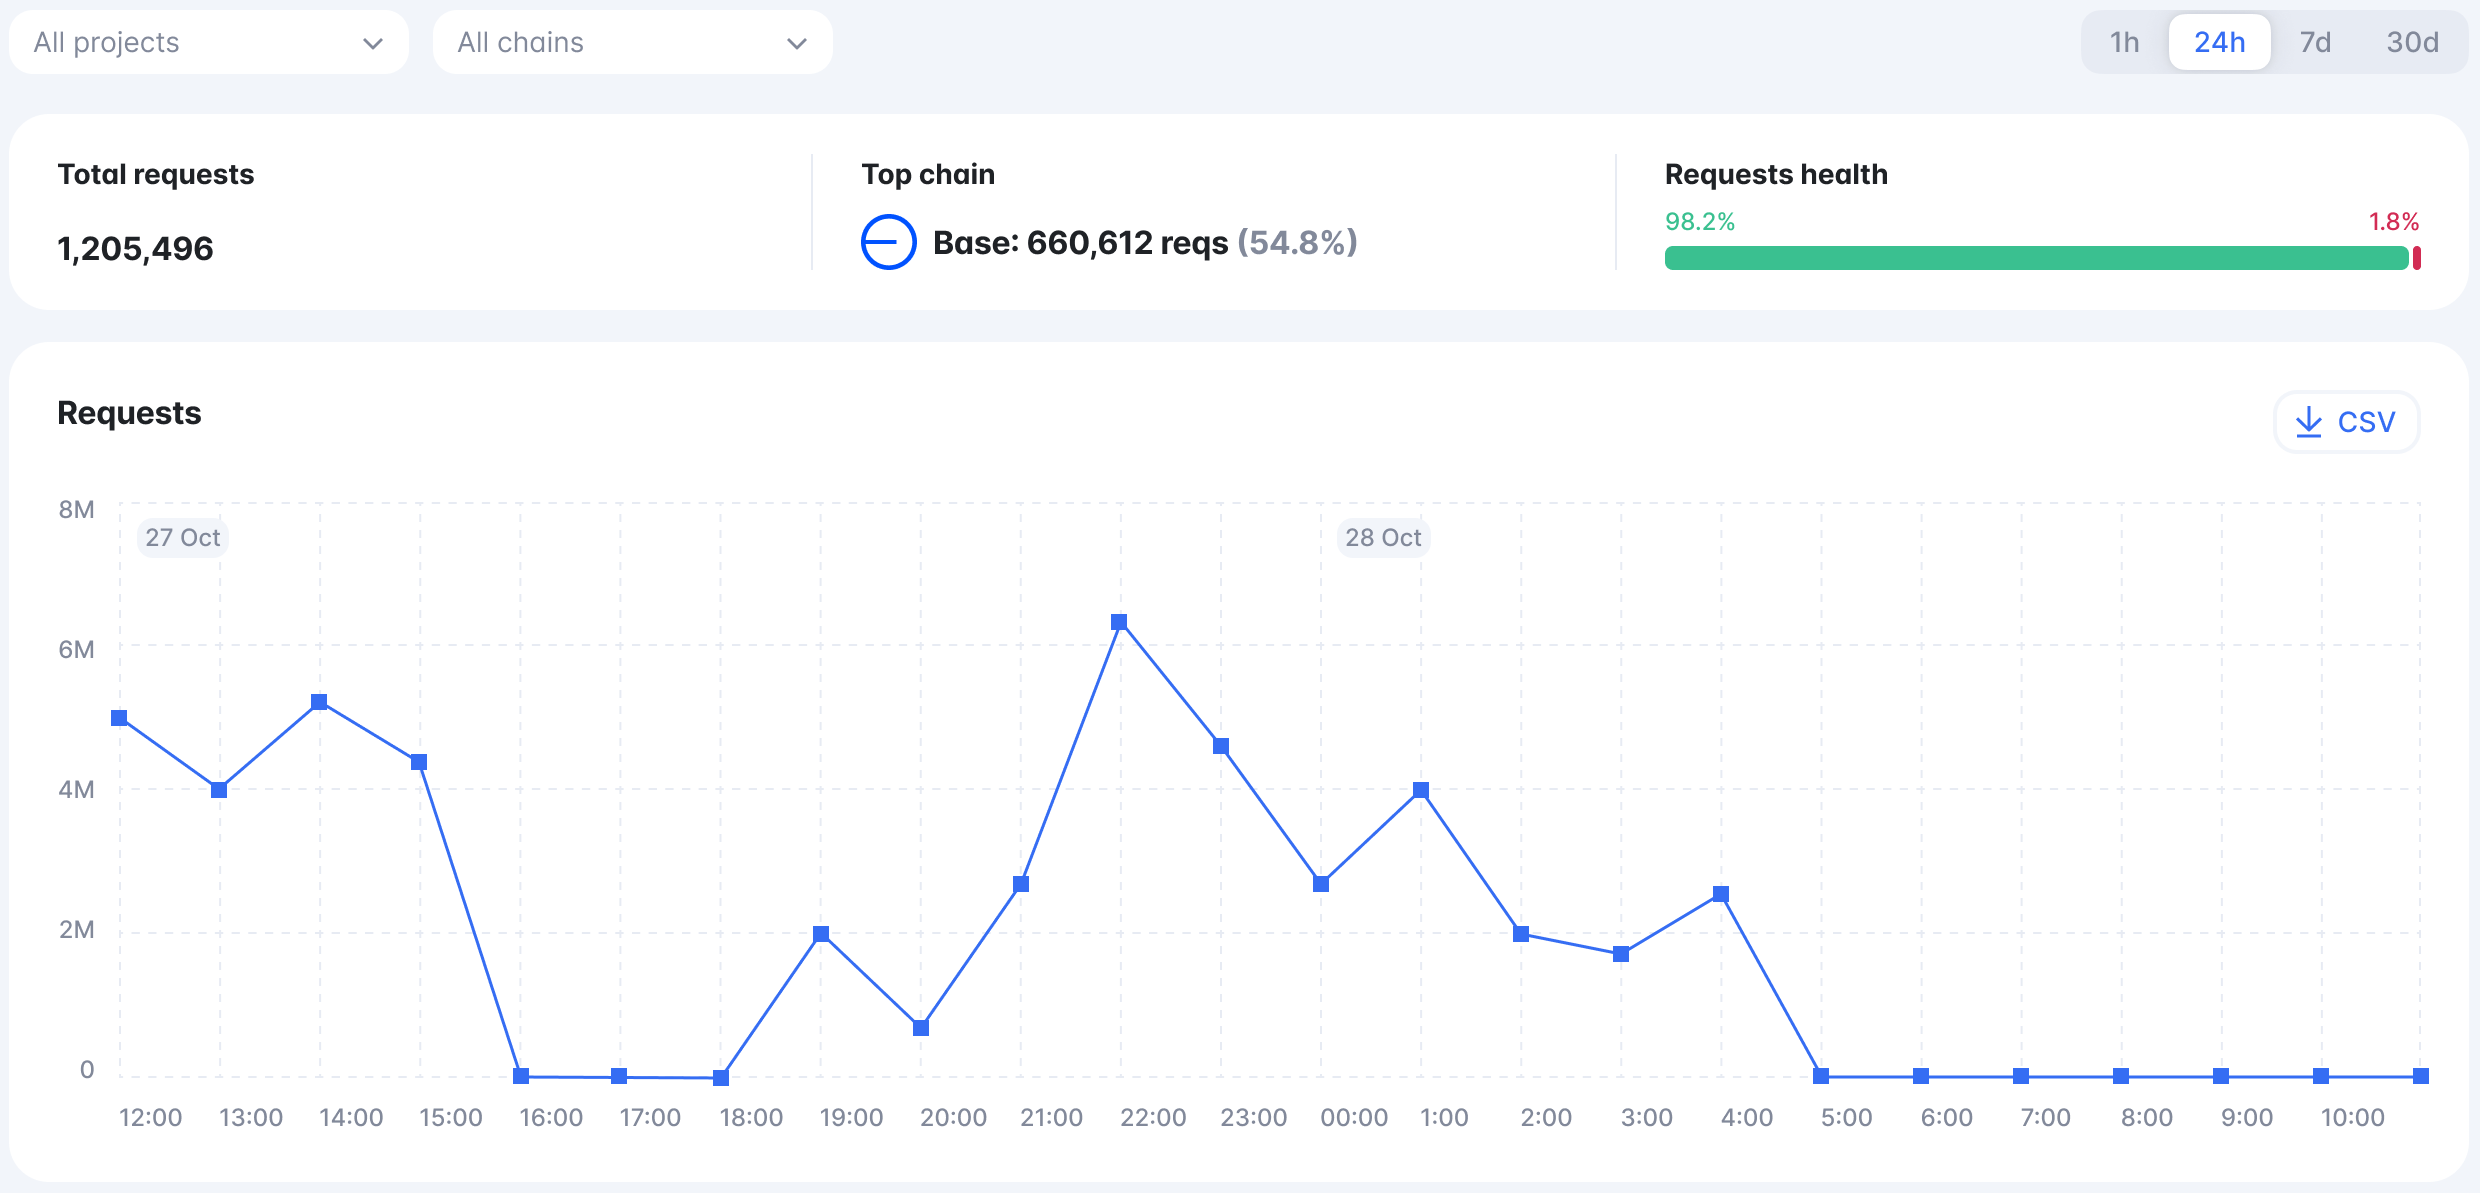 All projects
All chains
1h 24h 7d 30d
Total requests
1,205,496
Top chain
Base: 660,612 reqs (54.8%)
Requests health
98.2% 1.8%
Requests
CSV
8M
27 Oct
28 Oct
6M
4M
2M
0
12:00 13:00 14:00 15:00 16:00 17:00 18:00 19:00 20:00 21:00 22:00 23:00 00:00 1:00 2:00 3:00 4:00 5:00 6:00 7:00 8:00 9:00 10:00